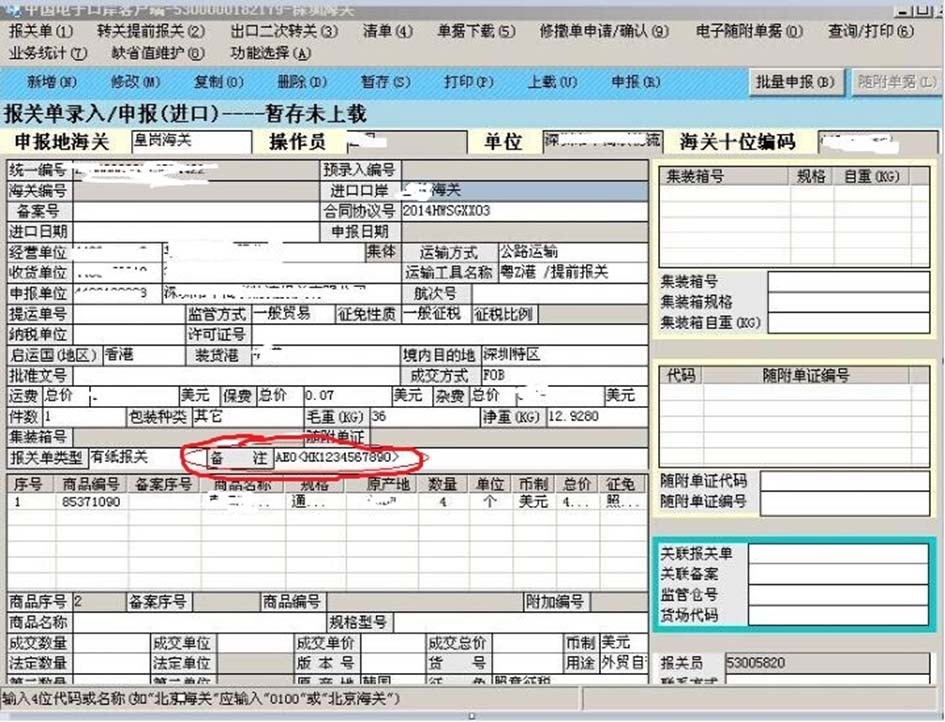 中国电子口岸客户端-5300000182179-深圳海关
报关单(1) 转关提前报关(2) 出口二次转关(3) 清单(4) 单据下载(5) 修撤单申请/确认(9) 电子随附单据(0) 查询/打印(6)
业务统计(7) 缺省值维护(8) 功能选择(A)
新增(N) 修改(M) 复制(O) 删除(D) 暂存(S) 打印(P) 上载(U) 申报(R) 批量申报(B) 随附单据(L)
报关单录入/申报(进口)----暂存未上载
申报地海关 皇岗海关 操作员 单位 海关十位编码
统一编号 预录入编号
海关编号 进口口岸 海关
备案号 合同协议号 2014HWSGXX03
进口日期 申报日期
经营单位 集体 运输方式 公路运输
收货单位 运输工具名称 粤Z港 /提前报关
申报单位 航次号
提运单号 监管方式 一般贸易 征免性质 一般征税 征税比例
纳税单位 许可证号
启运国(地区) 香港 装货港 境内目的地 深圳特区
批准文号 成交方式 FOB
运费 总价 美元 保费 总价 0.07 美元 杂费 总价 美元
件数 1 包装种类 其它 毛重(KG) 36 净重(KG) 12.9280
集装箱号 随附单证
报关单类型 有纸报关 备 注 AEO<HK1234567890>
序号 商品编号 备案序号 商品名称 规格 原产地 数量 单位 币制 总价 征免
1 85371090 通... 4 个 美元 4... 照...
商品序号 2 备案序号 商品编号 附加编号
商品名称 规格型号
成交数量 成交单位 成交单价 成交总价 币制 美元
法定数量 法定单位 版本号 货号 用途 外贸自
第二数量 第二单位 原产地 韩国 征免 照章征税
集装箱号 规格 自重(KG)
集装箱号
集装箱规格
集装箱自重(KG)
代码 随附单证编号
随附单证代码
随附单证编号
关联报关单
关联备案
监管仓号
货场代码
报关员 53005820
联系方式
输入4位代码或名称(如"北京海关"应输入"0100"或"北京海关")